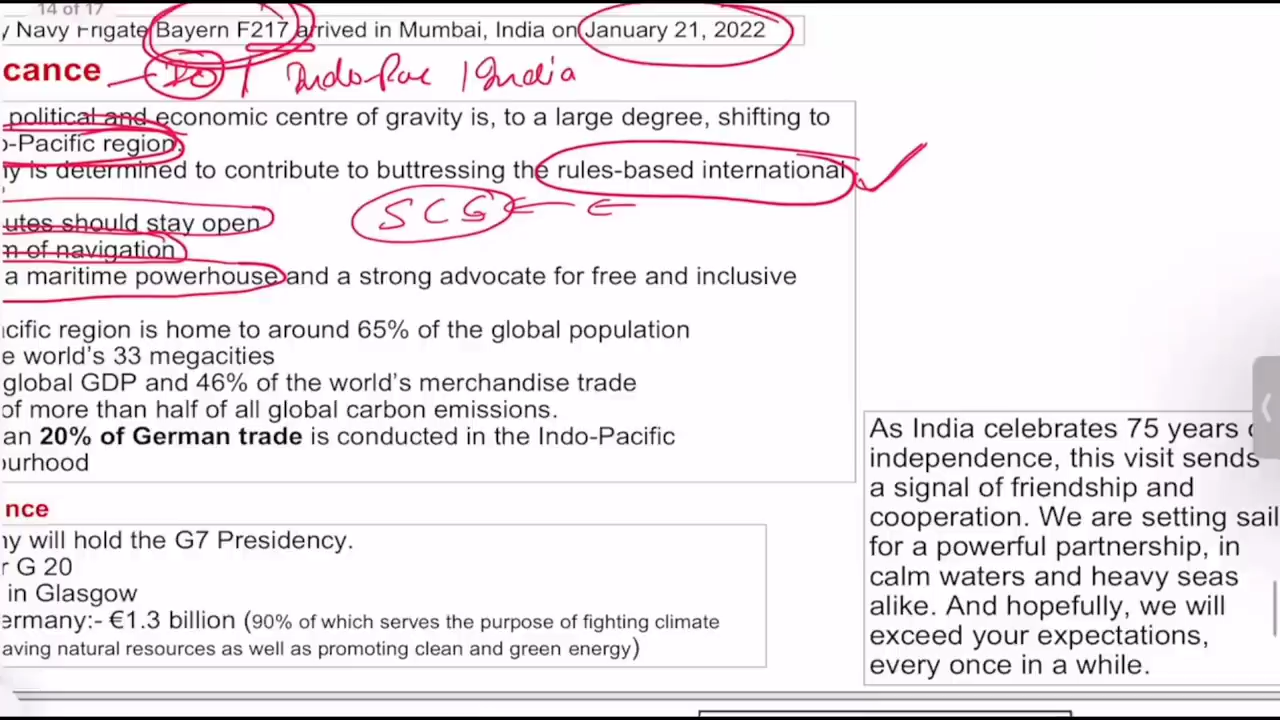 14 of 17
y Navy Frigate Bayern F217 arrived in Mumbai, India on January 21, 2022
cance
Indo-Pac | India
political and economic centre of gravity is, to a large degree, shifting to
o-Pacific region.
ny is determined to contribute to buttressing the rules-based international
utes should stay open
SCS
m of navigation
a maritime powerhouse and a strong advocate for free and inclusive
acific region is home to around 65% of the global population
e world's 33 megacities
global GDP and 46% of the world's merchandise trade
of more than half of all global carbon emissions.
an 20% of German trade is conducted in the Indo-Pacific
ourhood
nce
ny will hold the G7 Presidency.
r G 20
in Glasgow
ermany:- €1.3 billion (90% of which serves the purpose of fighting climate
aving natural resources as well as promoting clean and green energy)
As India celebrates 75 years o
independence, this visit sends
a signal of friendship and
cooperation. We are setting sail
for a powerful partnership, in
calm waters and heavy seas
alike. And hopefully, we will
exceed your expectations,
every once in a while.